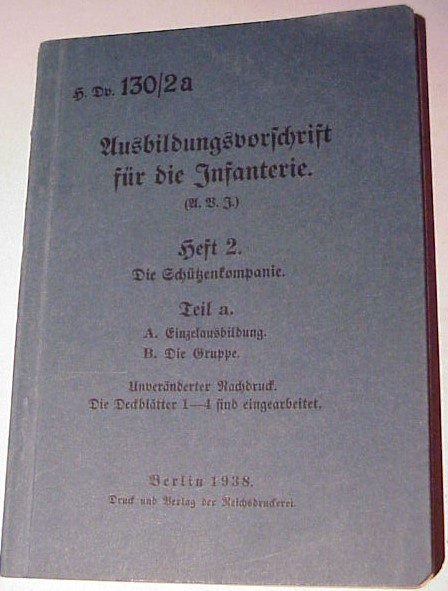 H. Dv. 130/2a
Ausbildungsvorschrift
für die Infanterie.
(A. V. J.)
Heft 2.
Die Schützenkompanie.
Teil a.
A. Einzelausbildung.
B. Die Gruppe.
Unveränderter Nachdruck.
Die Deckblätter 1—4 sind eingearbeitet.
Berlin 1938.
Druck und Verlag der Reichsdruckerei.